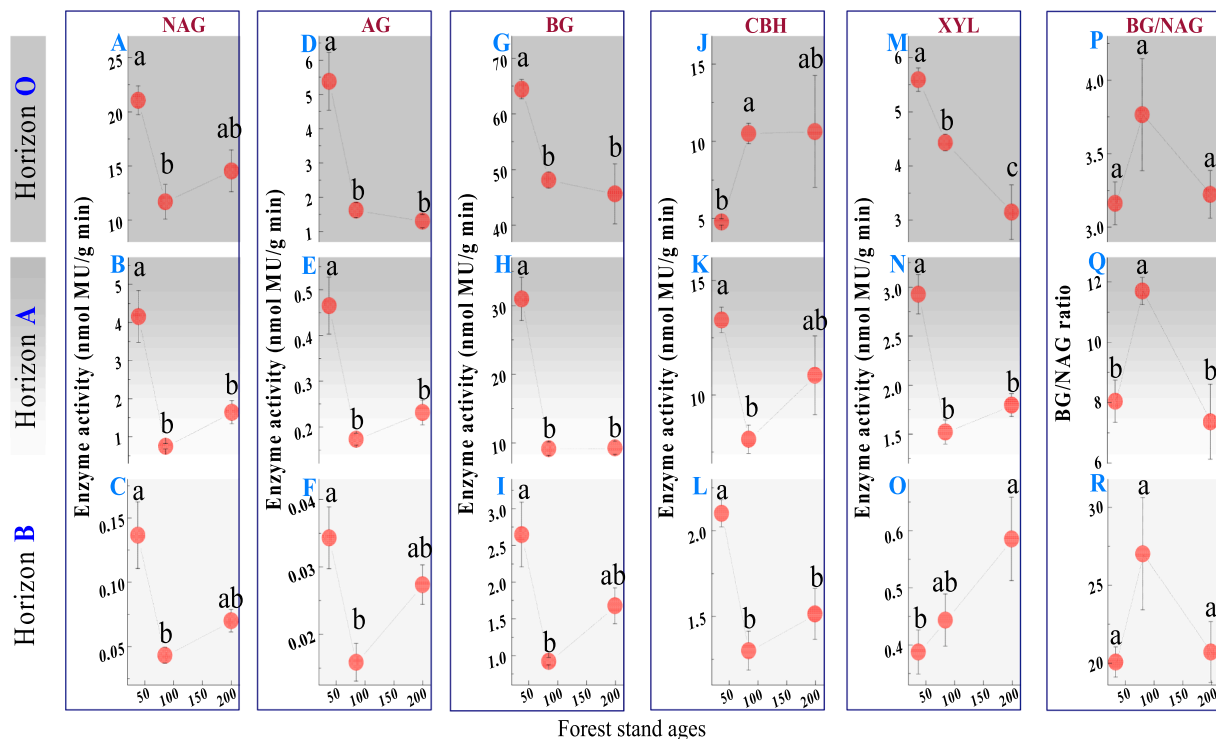 NAG
AG
BG
CBH
XYL
BG/NAG
Horizon O
Horizon A
Horizon B
Enzyme activity (nmol MU/g min)
A
25
20
15
10
a
b
ab
B
5
4
3
2
1
a
b
b
C
0.15
0.10
0.05
a
b
ab
50 100 150 200
Enzyme activity (nmol MU/g min)
D
6
5
4
3
2
1
a
b
b
E
0.5
0.4
0.3
0.2
a
b
b
F
0.04
0.03
0.02
a
b
ab
50 100 150 200
Enzyme activity (nmol MU/g min)
G
70
60
50
40
a
b
b
H
30
20
10
a
b
b
I
3.0
2.5
2.0
1.5
1.0
a
b
ab
50 100 150 200
Enzyme activity (nmol MU/g min)
J
15
10
5
b
a
ab
K
15
10
a
b
ab
L
2.0
1.5
a
b
b
50 100 150 200
Enzyme activity (nmol MU/g min)
M
6
5
4
3
a
b
c
N
3.0
2.5
2.0
1.5
a
b
b
O
0.6
0.5
0.4
b
ab
a
50 100 150 200
BG/NAG ratio
P
4.0
3.5
3.0
a
a
a
Q
12
10
8
6
b
a
b
R
30
25
20
a
a
a
50 100 150 200
Forest stand ages